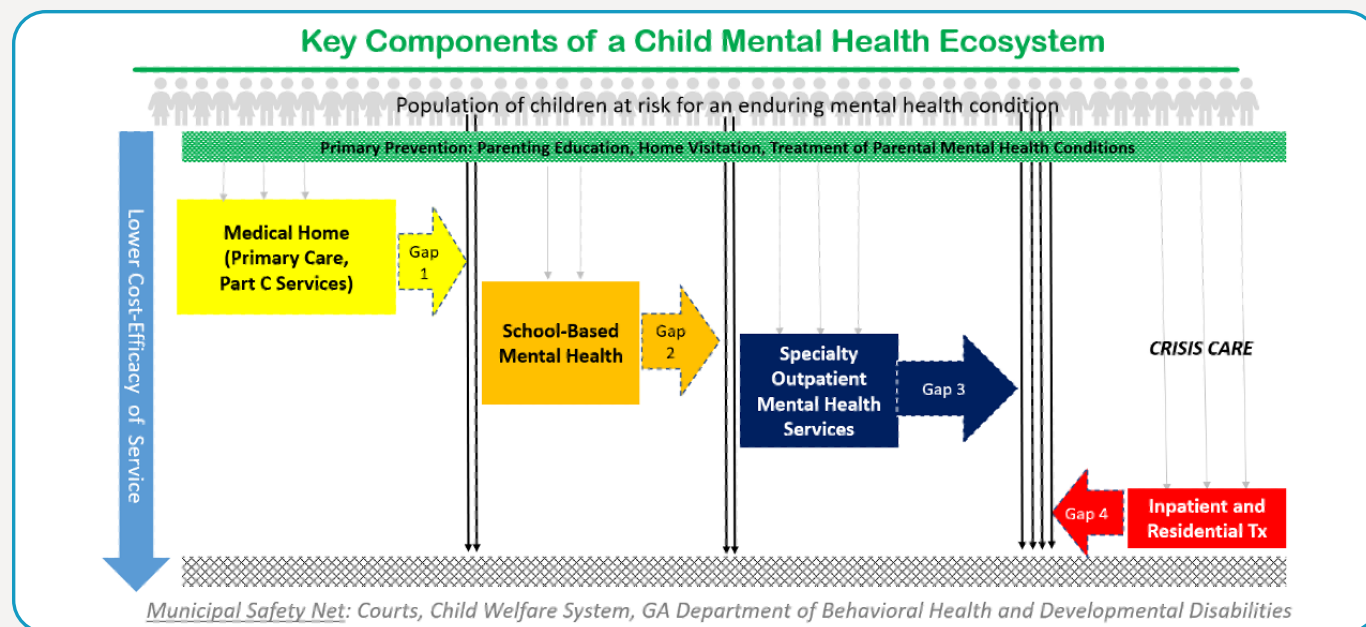 Key Components of a Child Mental Health Ecosystem
Population of children at risk for an enduring mental health condition
Primary Prevention: Parenting Education, Home Visitation, Treatment of Parental Mental Health Conditions
Lower Cost-Efficacy of Service
Medical Home
(Primary Care,
Part C Services)
Gap
1
School-Based
Mental Health
Gap
2
Specialty
Outpatient
Mental Health
Services
Gap 3
CRISIS CARE
Gap 4
Inpatient and
Residential Tx
Municipal Safety Net: Courts, Child Welfare System, GA Department of Behavioral Health and Developmental Disabilities